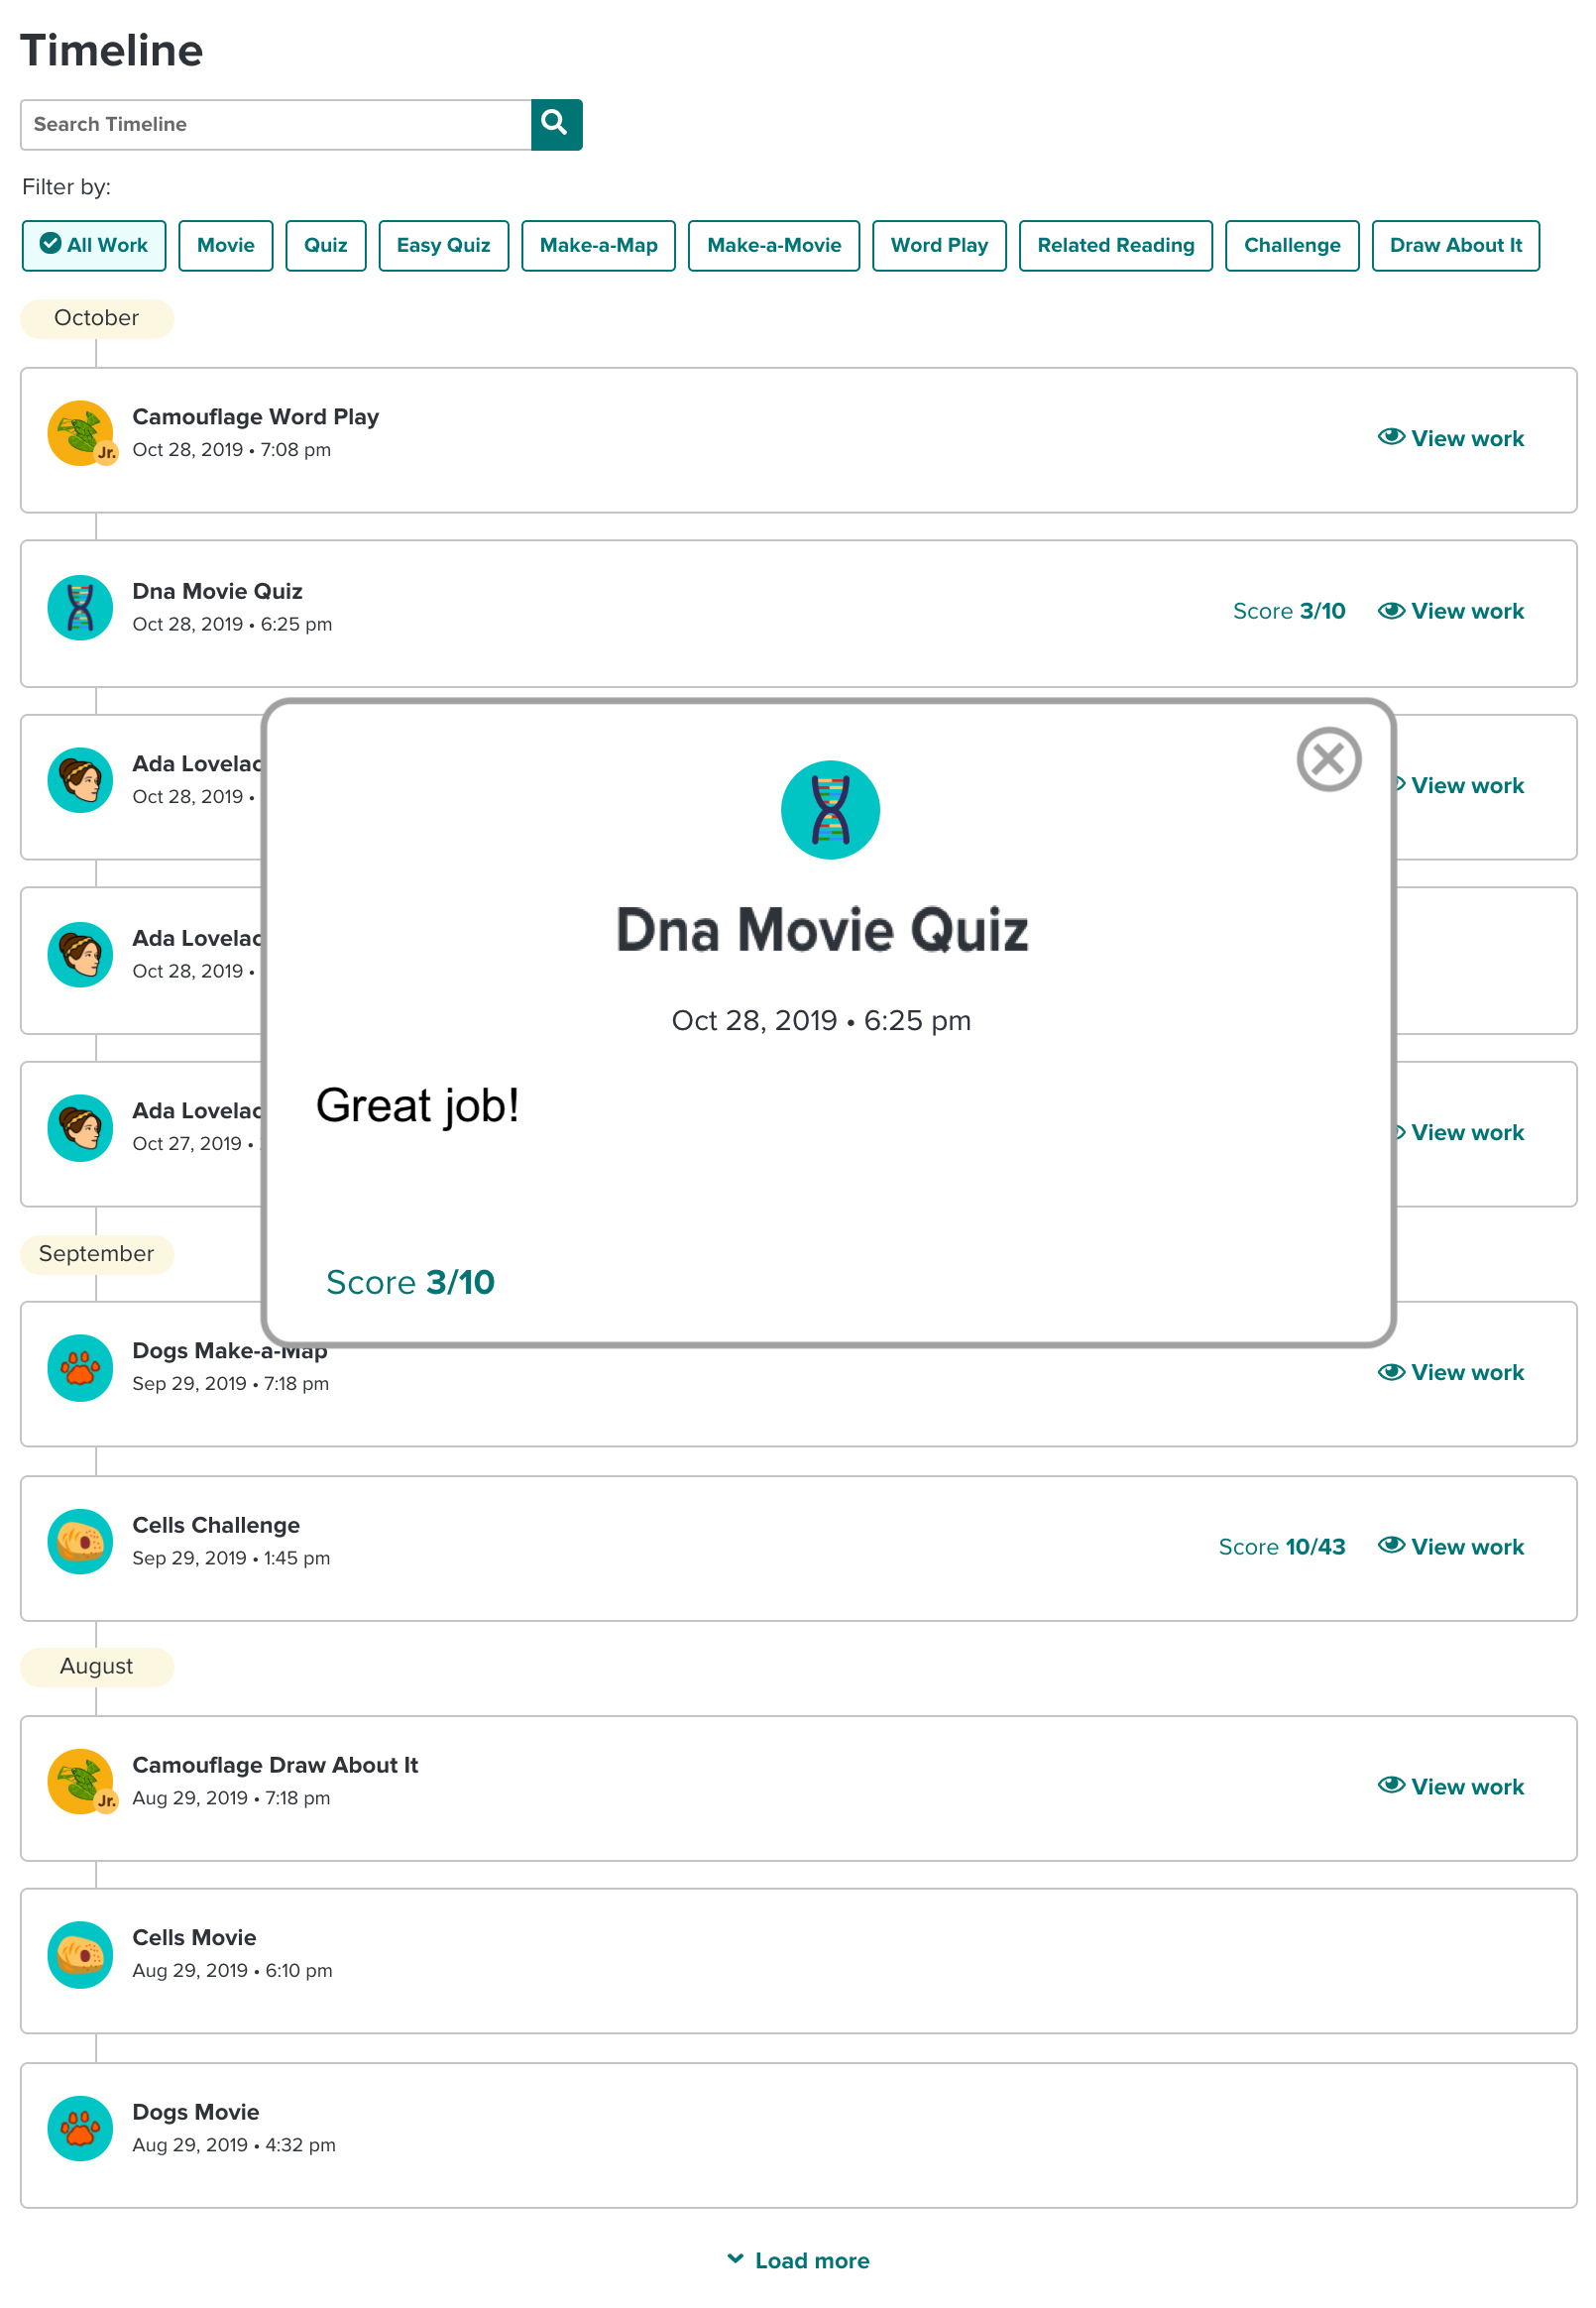 Timeline
Search Timeline
Filter by:
All Work Movie Quiz Easy Quiz Make-a-Map Make-a-Movie Word Play Related Reading Challenge Draw About It
October
Camouflage Word Play
Oct 28, 2019 • 7:08 pm
Jr.
View work
Dna Movie Quiz
Oct 28, 2019 • 6:25 pm
Score 3/10 View work
Ada
Oct 28, 2019 •
View work
Ada
Oct 28, 2019 •
Ada
Oct 27, 2019 •
View work
Dna Movie Quiz
Oct 28, 2019 • 6:25 pm
Great job!
Score 3/10
September
Dogs Make-a-Map
Sep 29, 2019 • 7:18 pm
View work
Cells Challenge
Sep 29, 2019 • 1:45 pm
Score 10/43 View work
August
Camouflage Draw About It
Aug 29, 2019 • 7:18 pm
Jr.
View work
Cells Movie
Aug 29, 2019 • 6:10 pm
Dogs Movie
Aug 29, 2019 • 4:32 pm
Load more